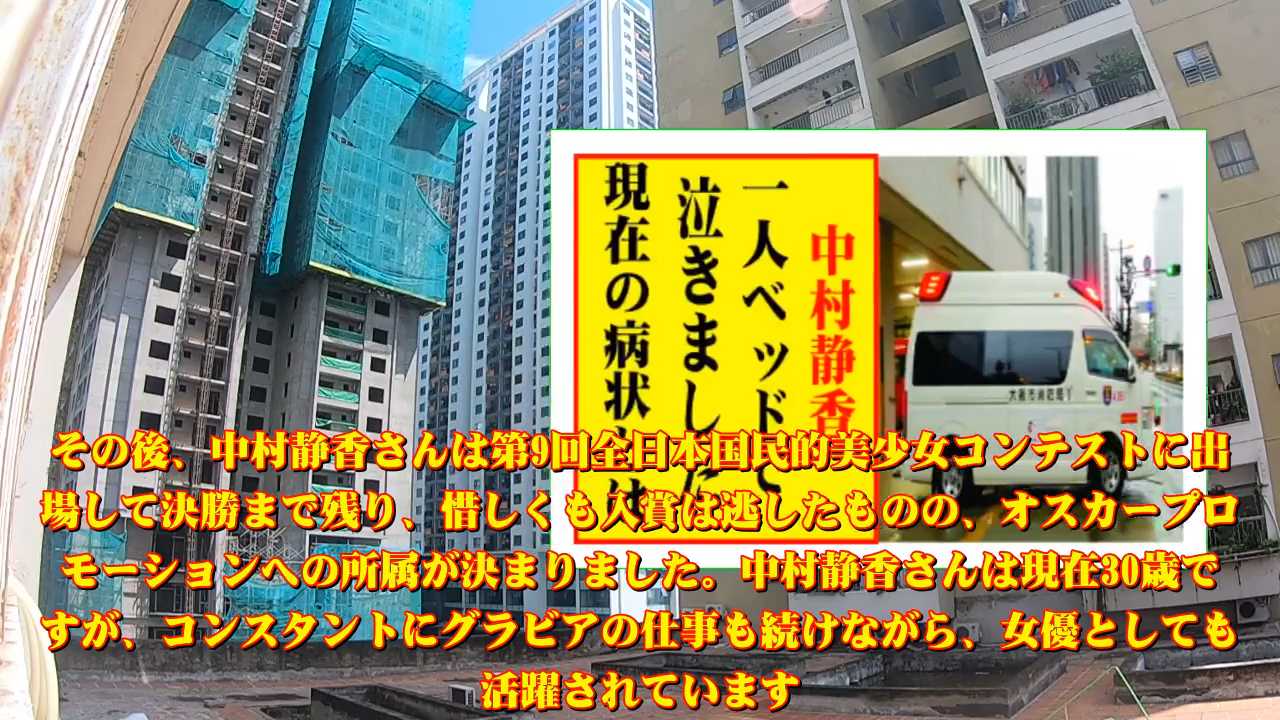 中村静香
一人ベッドで
泣きました
現在の病状は
大阪市消防局
その後、中村静香さんは第9回全日本国民的美少女コンテストに出
場して決勝まで残り、惜しくも入賞は逃したものの、オスカープロ
モーションへの所属が決まりました。中村静香さんは現在30歳で
すが、コンスタントにグラビアの仕事も続けながら、女優としても
活躍されています